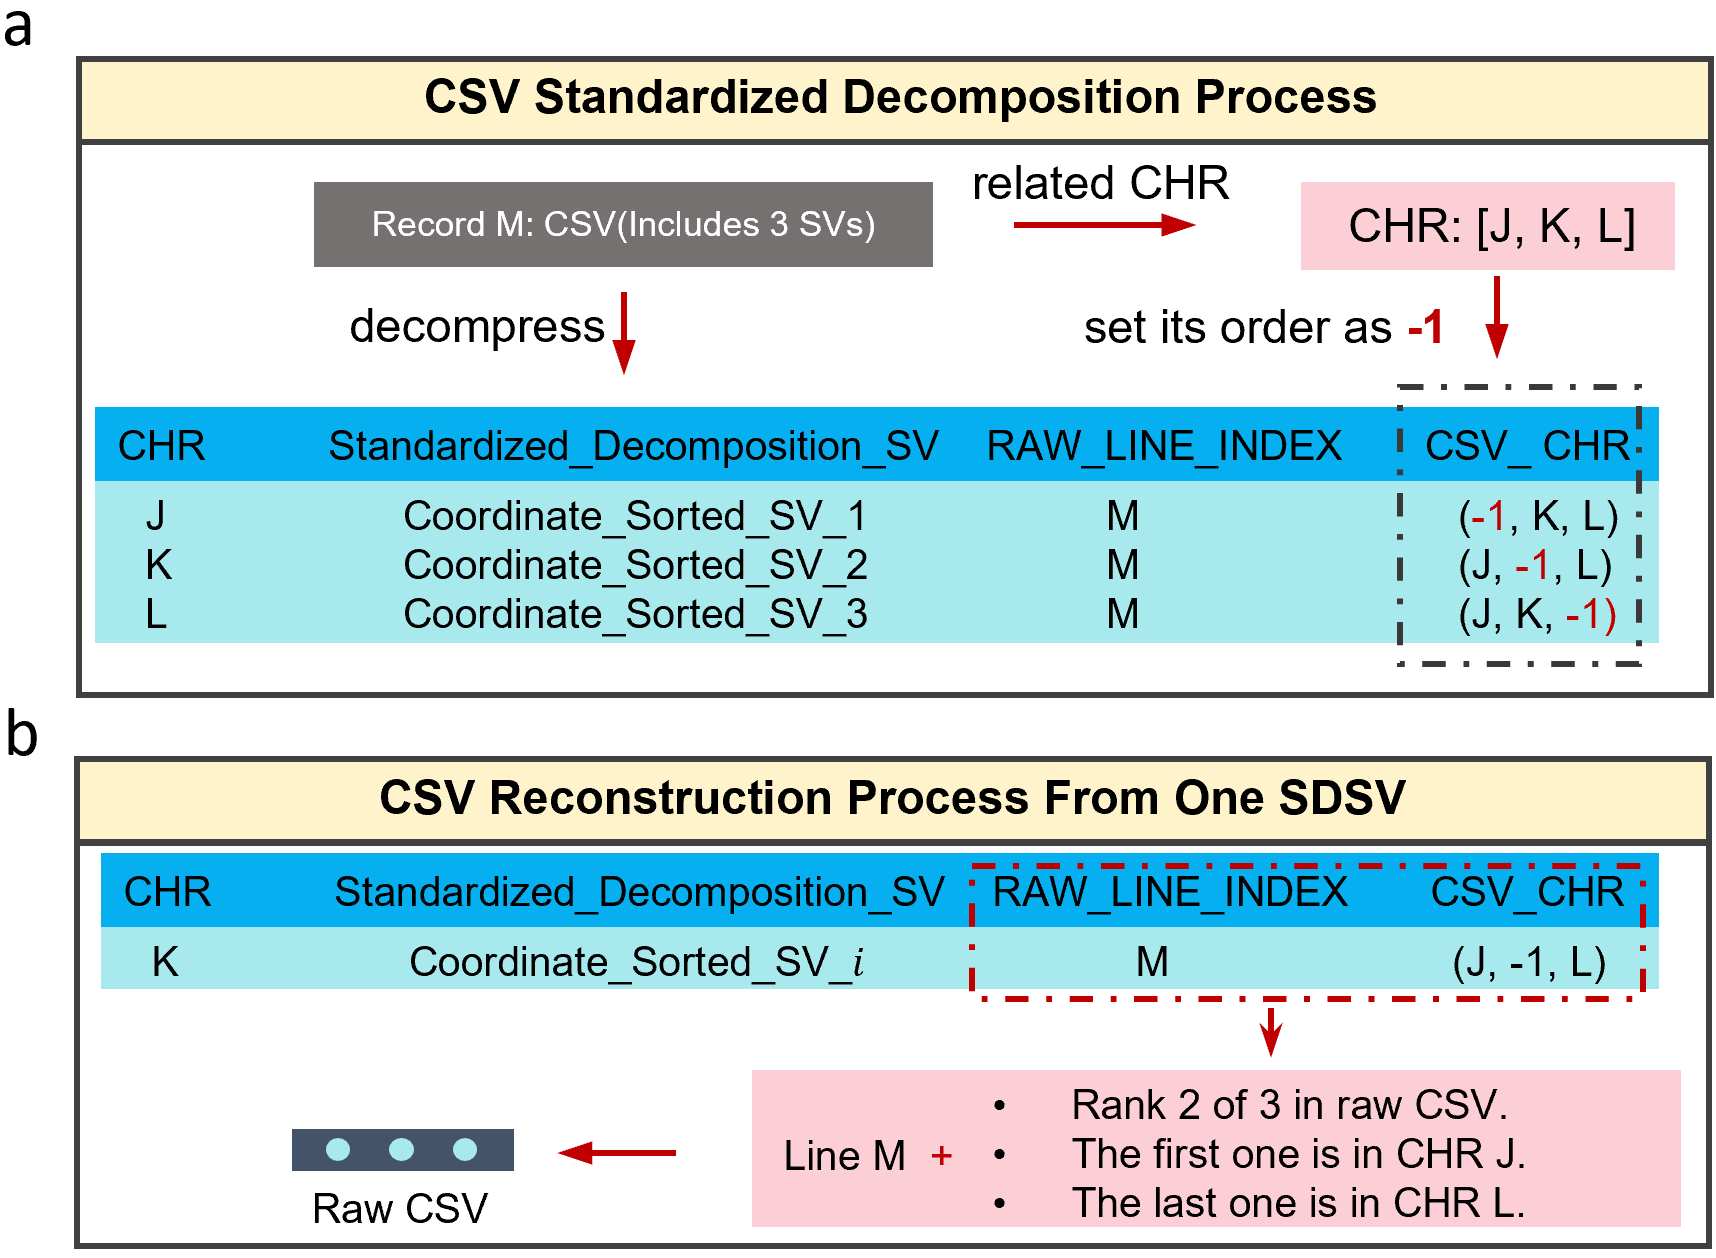 a
CSV Standardized Decomposition Process
Record M: CSV(Includes 3 SVs)
related CHR
CHR: [J, K, L]
decompress
set its order as -1
CHR Standardized_Decomposition_SV RAW_LINE_INDEX CSV_ CHR
J Coordinate_Sorted_SV_1 M (-1, K, L)
K Coordinate_Sorted_SV_2 M (J, -1, L)
L Coordinate_Sorted_SV_3 M (J, K, -1)
b
CSV Reconstruction Process From One SDSV
CHR Standardized_Decomposition_SV RAW_LINE_INDEX CSV_CHR
K Coordinate_Sorted_SV_i M (J, -1, L)
Line M +
• Rank 2 of 3 in raw CSV.
• The first one is in CHR J.
• The last one is in CHR L.
Raw CSV